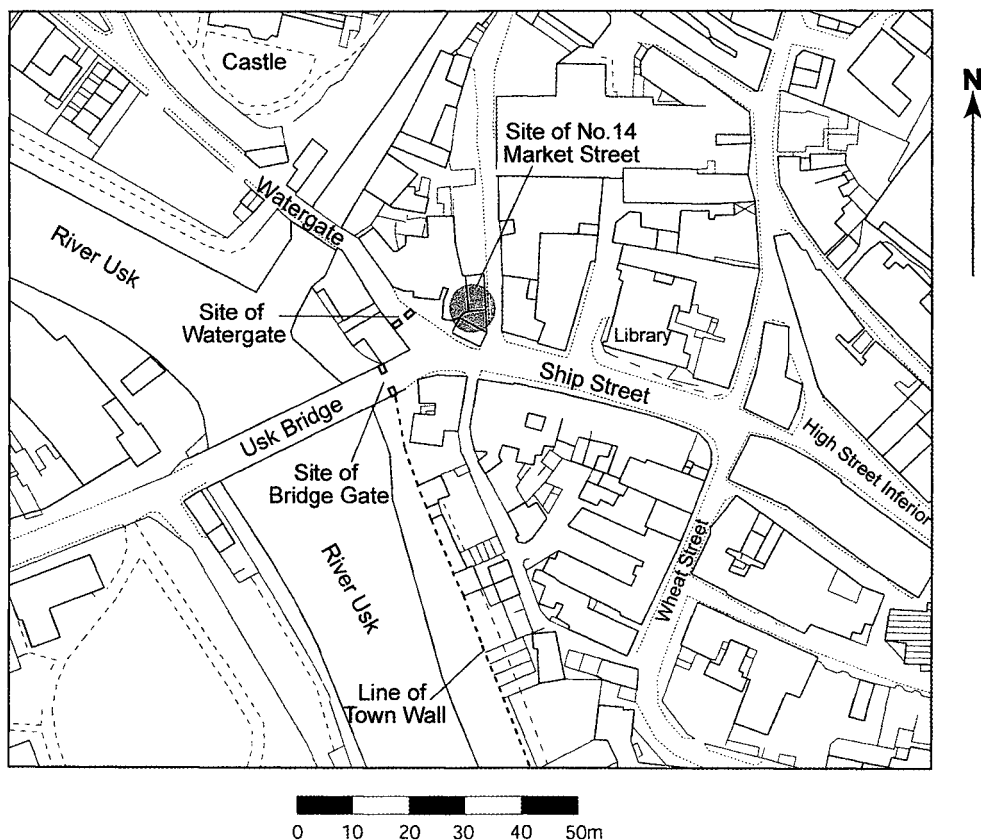 Castle
N
Site of No.14
Market Street
Watergate
River Usk
Site of
Watergate
Library
Ship Street
Usk Bridge
High Street Inferior
Site of
Bridge Gate
River Usk
Wheat Street
Line of
Town Wall
0 10 20 30 40 50m